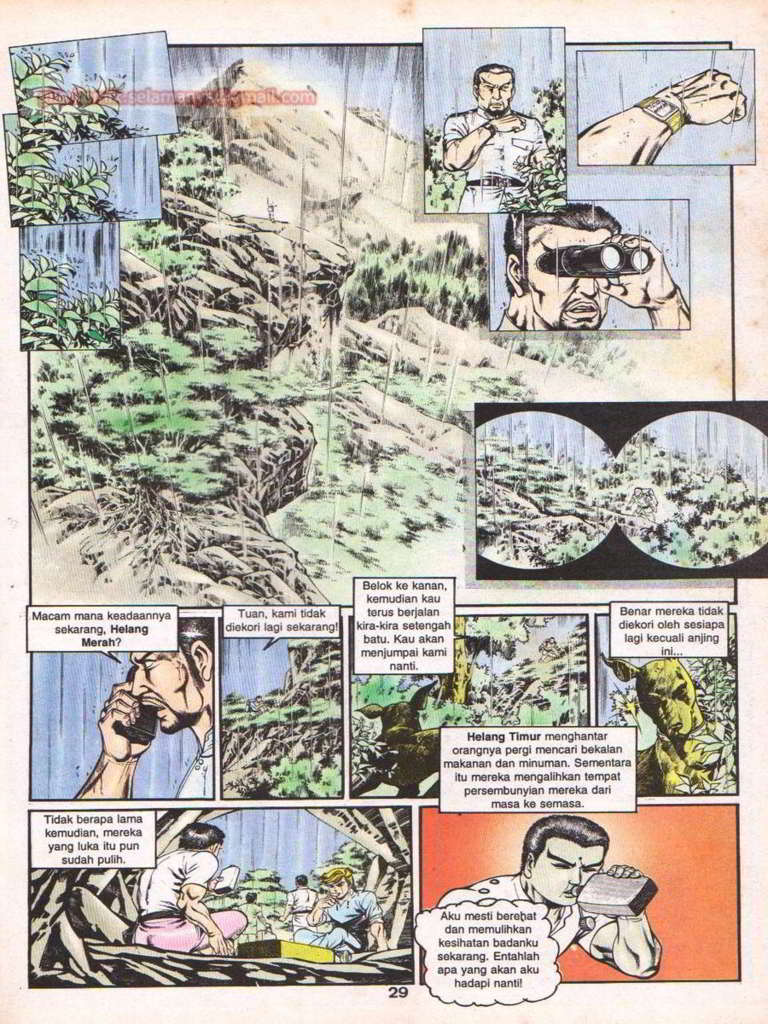 eselamanya@gmail.com
Macam mana keadaannya
sekarang, Helang
Merah?
Tuan, kami tidak
diekori lagi sekarang!
Belok ke kanan,
kemudian kau
terus berjalan
kira-kira setengah
batu. Kau akan
menjumpai kami
nanti.
Benar mereka tidak
diekori oleh sesiapa
lagi kecuali anjing
ini...
Helang Timur menghantar
orangnya pergi mencari bekalan
makanan dan minuman. Sementara
itu mereka mengalihkan tempat
persembunyian mereka dari
masa ke semasa.
Tidak berapa lama
kemudian, mereka
yang luka itu pun
sudah pulih.
Aku mesti berehat
dan memulihkan
kesihatan badanku
sekarang. Entahlah
apa yang akan aku
hadapi nanti!
29